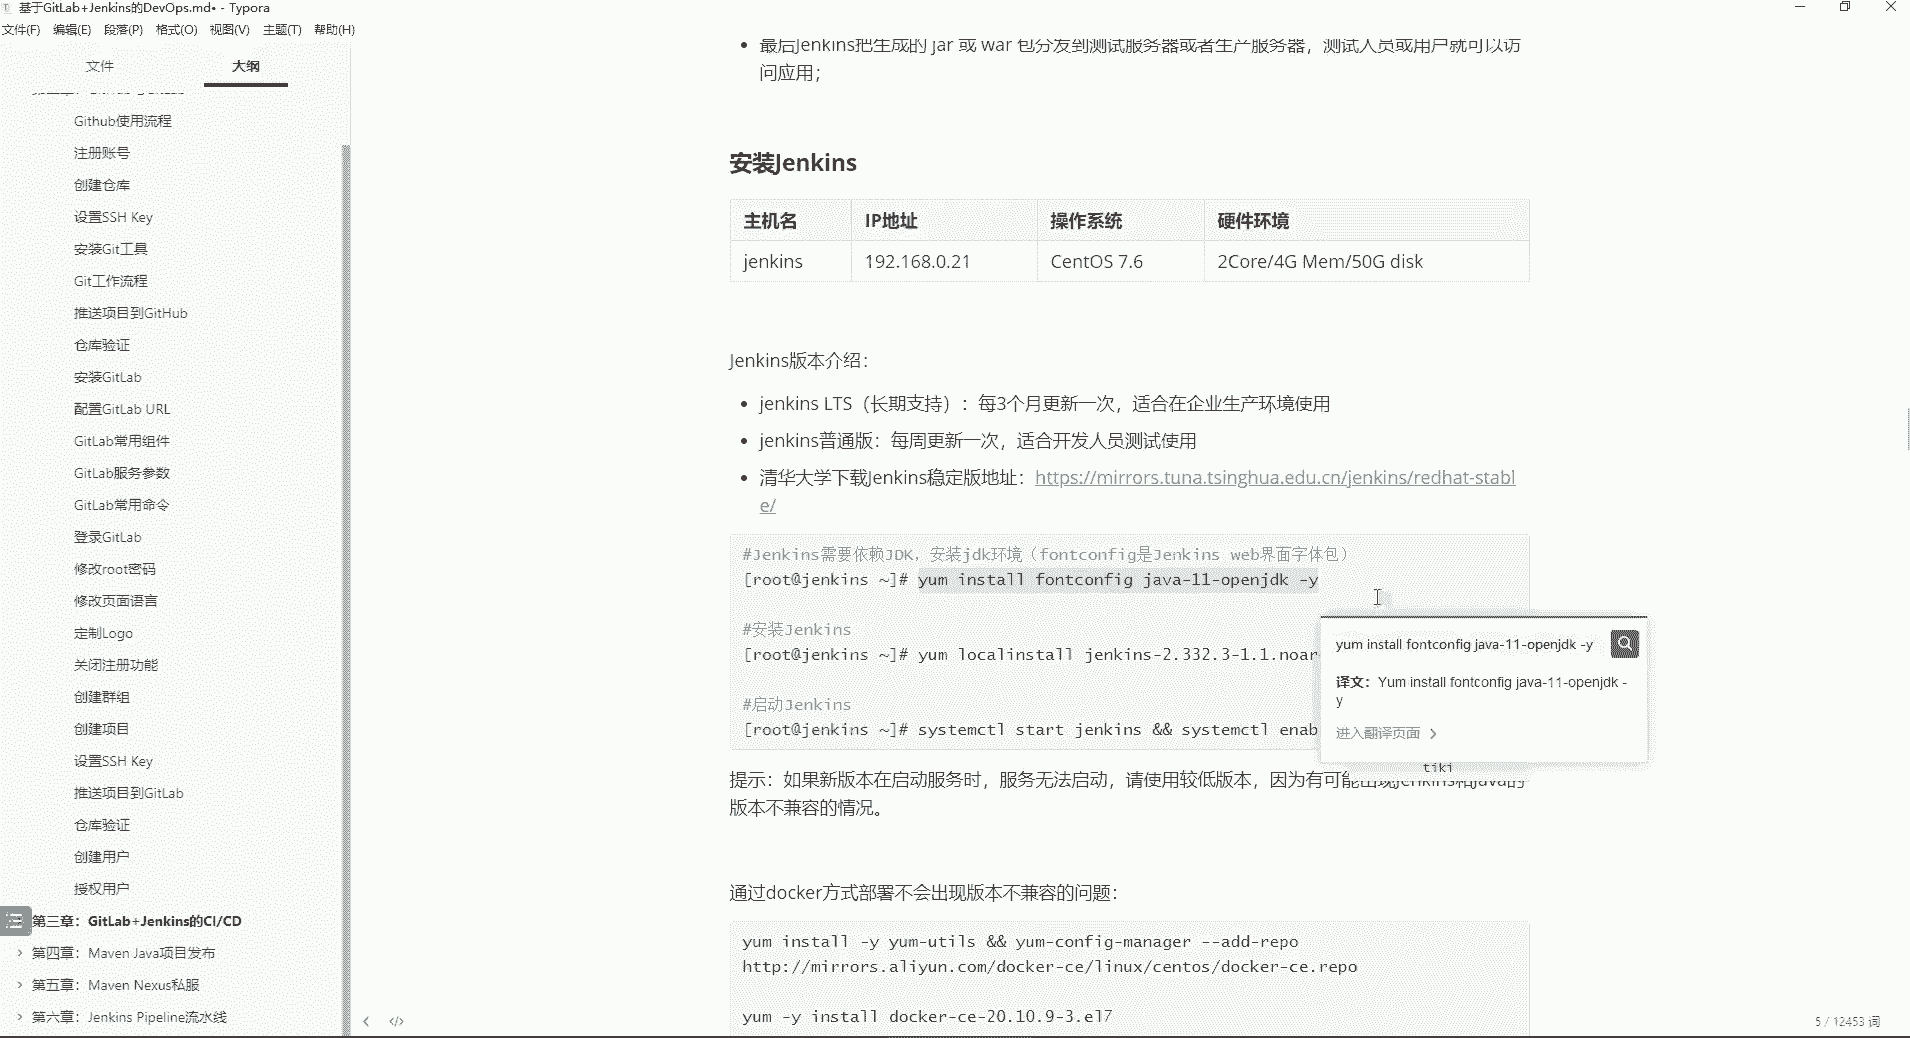 基于GitLab+Jenkins的DevOps.md• - Typora
文件(F) 编辑(E) 段落(P) 格式(O) 视图(V) 主题(T) 帮助(H)
文件 大纲
Github使用流程
注册账号
创建仓库
设置SSH Key
安装Git工具
Git工作流程
推送项目到GitHub
仓库验证
安装GitLab
配置GitLab URL
GitLab常用组件
GitLab服务参数
GitLab常用命令
登录GitLab
修改root密码
修改页面语言
定制Logo
关闭注册功能
创建群组
创建项目
设置SSH Key
推送项目到GitLab
仓库验证
创建用户
授权用户
第三章：GitLab+Jenkins的CI/CD
第四章：Maven Java项目发布
第五章：Maven Nexus私服
第六章：Jenkins Pipeline流水线
最后Jenkins把生成的 jar 或 war 包分发到测试服务器或者生产服务器，测试人员或用户就可以访
问应用；
安装Jenkins
主机名 IP地址 操作系统 硬件环境
jenkins 192.168.0.21 CentOS 7.6 2Core/4G Mem/50G disk
Jenkins版本介绍：
• jenkins LTS（长期支持）：每3个月更新一次，适合在企业生产环境使用
• jenkins普通版：每周更新一次，适合开发人员测试使用
• 清华大学下载Jenkins稳定版地址：https://mirrors.tuna.tsinghua.edu.cn/jenkins/redhat-stabl
e/
#Jenkins需要依赖JDK，安装jdk环境（fontconfig是Jenkins web界面字体包）
[root@jenkins ~]# yum install fontconfig java-11-openjdk -y
#安装Jenkins
[root@jenkins ~]# yum localinstall jenkins-2.332.3-1.1.noar
#启动Jenkins
[root@jenkins ~]# systemctl start jenkins && systemctl enab
yum install fontconfig java-11-openjdk -y
译文：Yum install fontconfig java-11-openjdk -
y
进入翻译页面
tiki
提示：如果新版本在启动服务时，服务无法启动，请使用较低版本，因为有可能出现Jenkins和java的
版本不兼容的情况。
通过docker方式部署不会出现版本不兼容的问题：
yum install -y yum-utils && yum-config-manager --add-repo
http://mirrors.aliyun.com/docker-ce/linux/centos/docker-ce.repo
yum -y install docker-ce-20.10.9-3.el7
5 / 12453 词